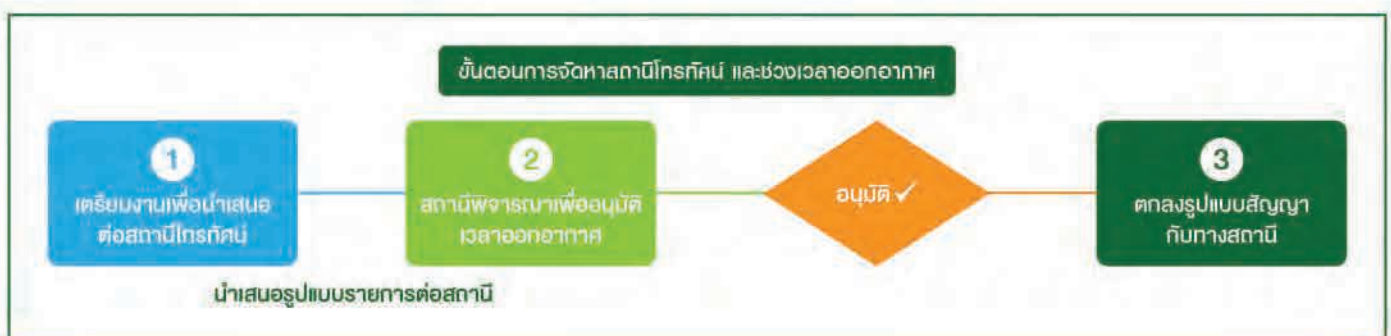 ขั้นตอนการจัดหาสถานีโทรทัศน์ และช่วงเวลาออกอากาศ
1
เตรียมงานเพื่อนำเสนอ
ต่อสถานีโทรทัศน์
2
สถานีพิจารณาเพื่ออนุมัติ
เวลาออกอากาศ
อนุมัติ ✓
3
ตกลงรูปแบบสัญญา
กับทางสถานี
นำเสนอรูปแบบรายการต่อสถานี